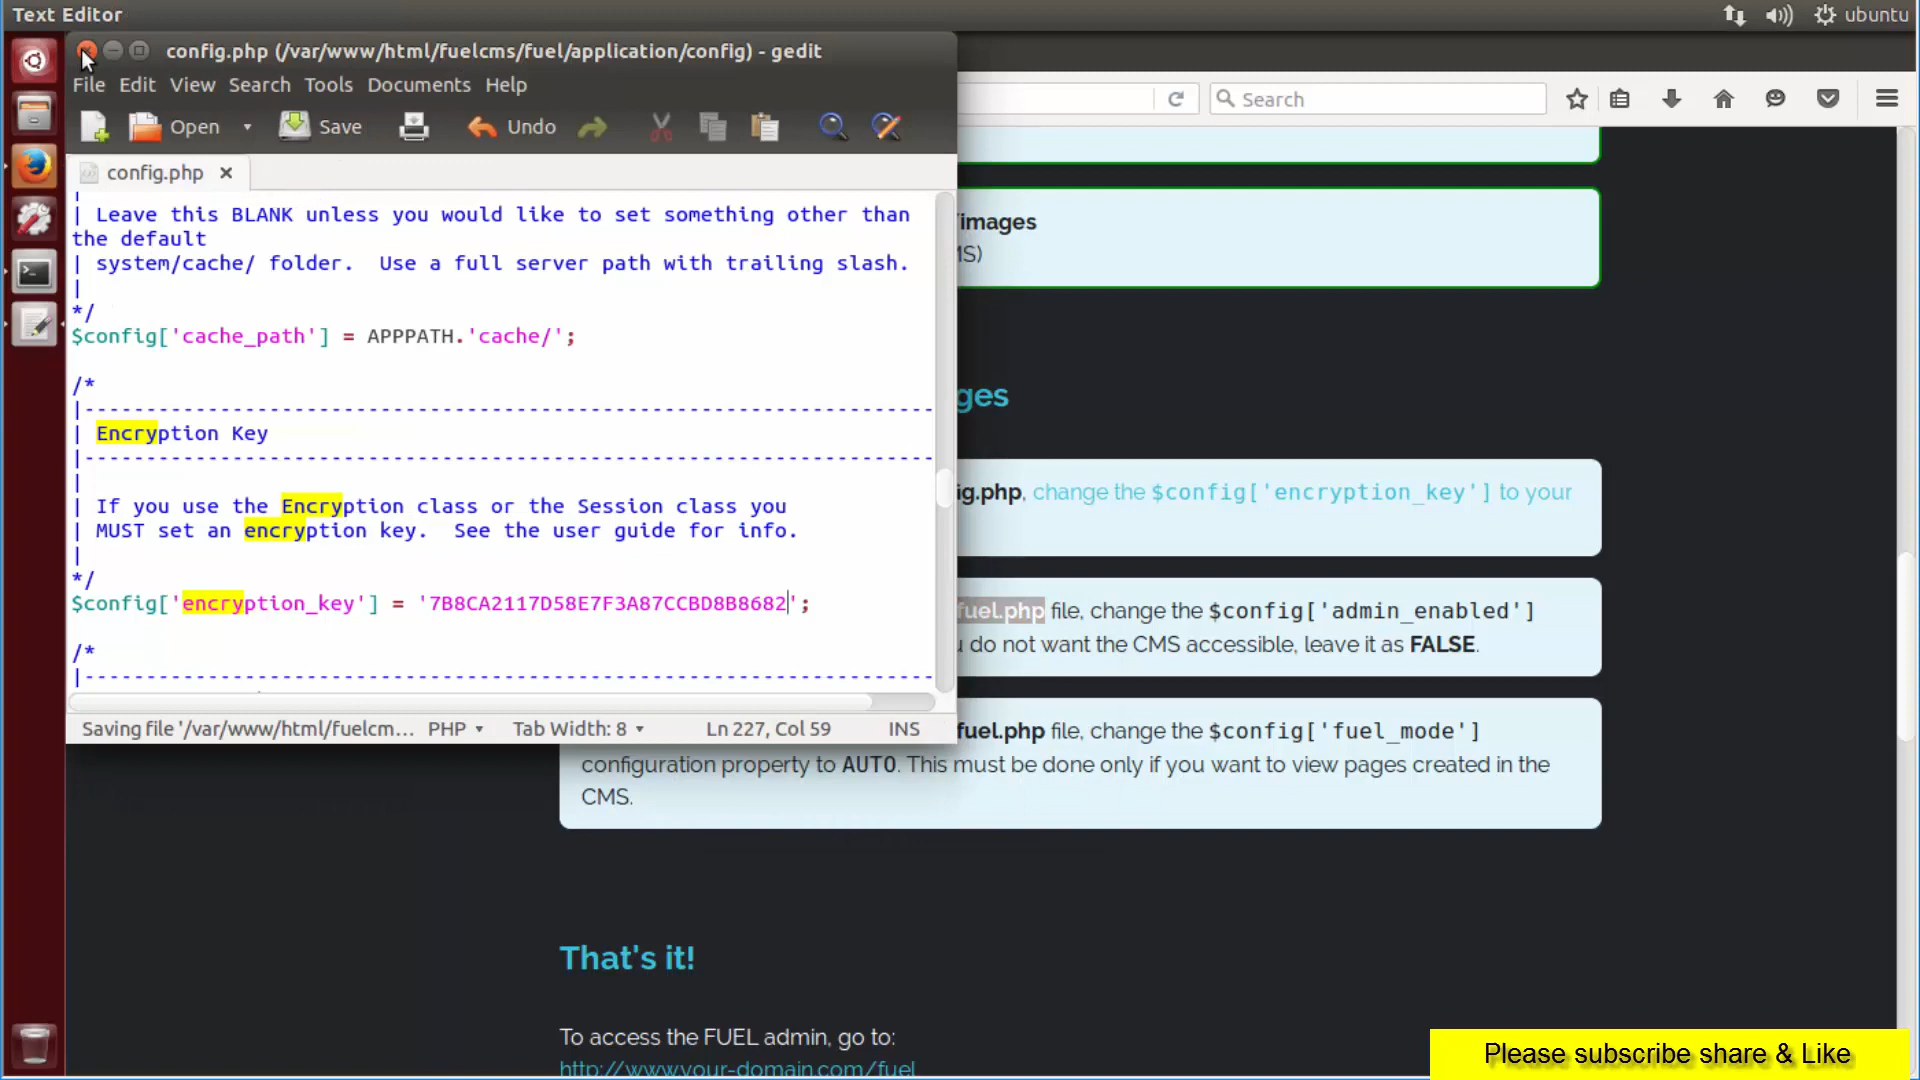 Text Editor
ubuntu
config.php (/var/www/html/fuelcms/fuel/application/config) - gedit
File Edit View Search Tools Documents Help
Open Save Undo
Search
config.php
| Leave this BLANK unless you would like to set something other than
the default
| system/cache/ folder.  Use a full server path with trailing slash.
|
*/
$config['cache_path'] = APPPATH.'cache/';
/*
|----------------------------------------------------------------------
| Encryption Key
|----------------------------------------------------------------------
|
| If you use the Encryption class or the Session class you
| MUST set an encryption key.  See the user guide for info.
|
*/
$config['encryption_key'] = '7B8CA2117D58E7F3A87CCBD8B8682';
/*
|----------------------------------------------------------------------
Saving file '/var/www/html/fuelcm... PHP Tab Width: 8 Ln 227, Col 59 INS
/images
MS)
ges
ig.php, change the $config['encryption_key'] to your
fuel.php file, change the $config['admin_enabled']
u do not want the CMS accessible, leave it as FALSE.
fuel.php file, change the $config['fuel_mode']
configuration property to AUTO. This must be done only if you want to view pages created in the
CMS.
That's it!
To access the FUEL admin, go to:
http://www.your-domain.com/fuel
Please subscribe share & Like